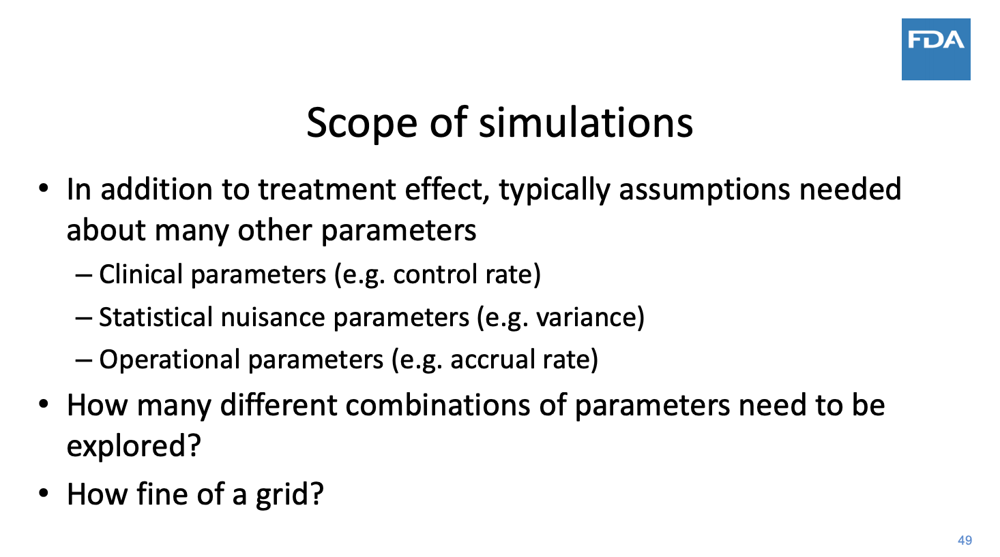 FDA
Scope of simulations
• In addition to treatment effect, typically assumptions needed
about many other parameters
– Clinical parameters (e.g. control rate)
– Statistical nuisance parameters (e.g. variance)
– Operational parameters (e.g. accrual rate)
• How many different combinations of parameters need to be
explored?
• How fine of a grid?
49